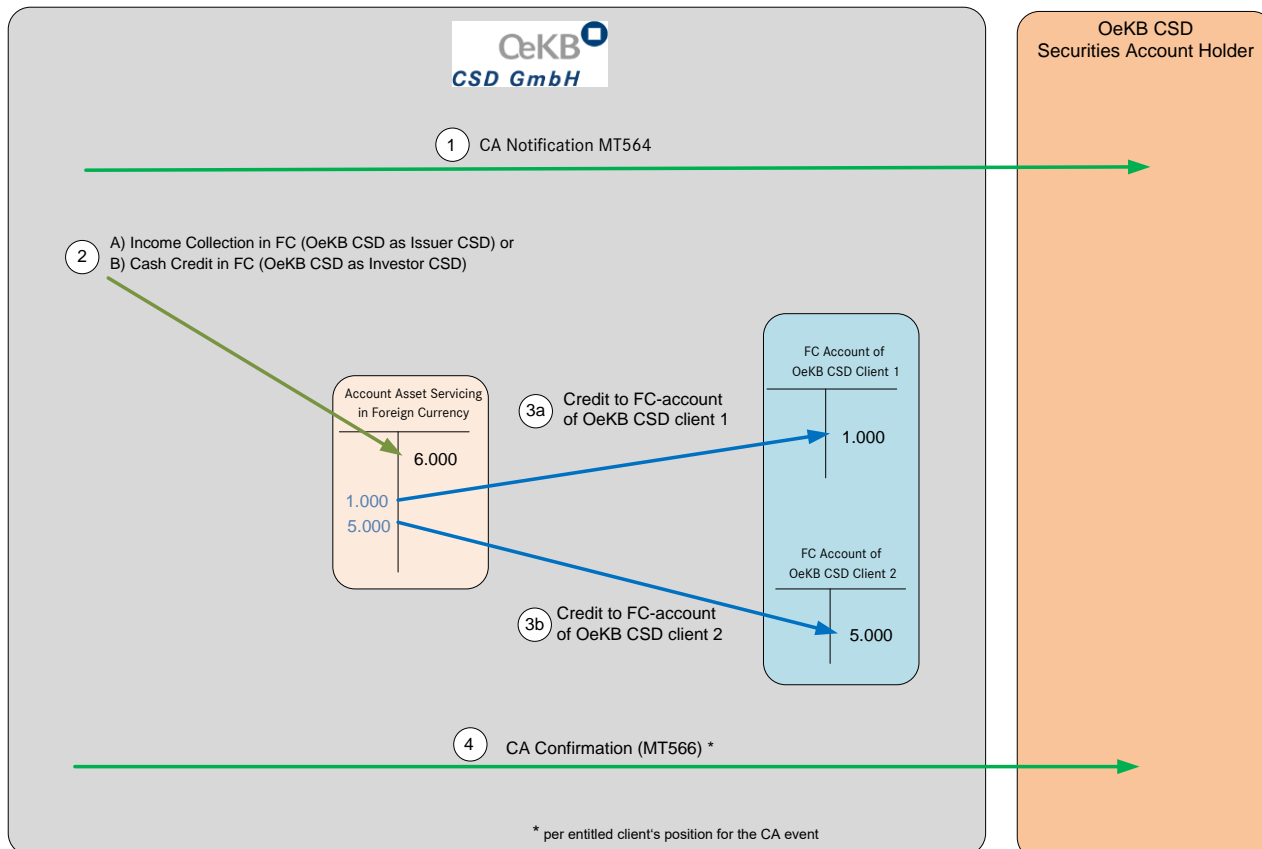 OeKB
CSD GmbH
OeKB CSD
Securities Account Holder
1 CA Notification MT564
2 A) Income Collection in FC (OeKB CSD as Issuer CSD) or
B) Cash Credit in FC (OeKB CSD as Investor CSD)
Account Asset Servicing
in Foreign Currency
6.000
1.000
5.000
3a Credit to FC-account
of OeKB CSD client 1
FC Account of
OeKB CSD Client 1
1.000
3b Credit to FC-account
of OeKB CSD client 2
FC Account of
OeKB CSD Client 2
5.000
4 CA Confirmation (MT566) *
* per entitled client‘s position for the CA event